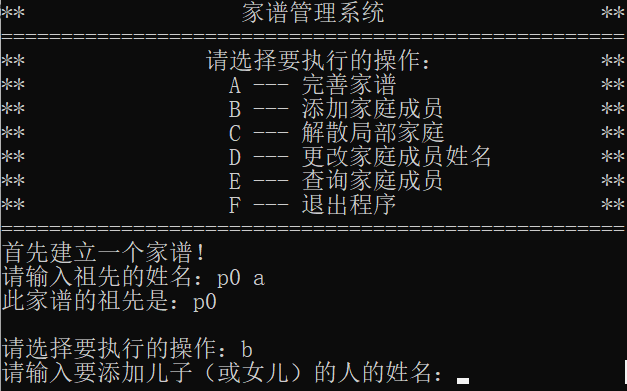 ** 家谱管理系统 **
====================================================
** 请选择要执行的操作： **
** A --- 完善家谱 **
** B --- 添加家庭成员 **
** C --- 解散局部家庭 **
** D --- 更改家庭成员姓名 **
** E --- 查询家庭成员 **
** F --- 退出程序 **
====================================================
首先建立一个家谱！
请输入祖先的姓名：p0 a
此家谱的祖先是：p0
请选择要执行的操作：b
请输入要添加儿子（或女儿）的人的姓名：